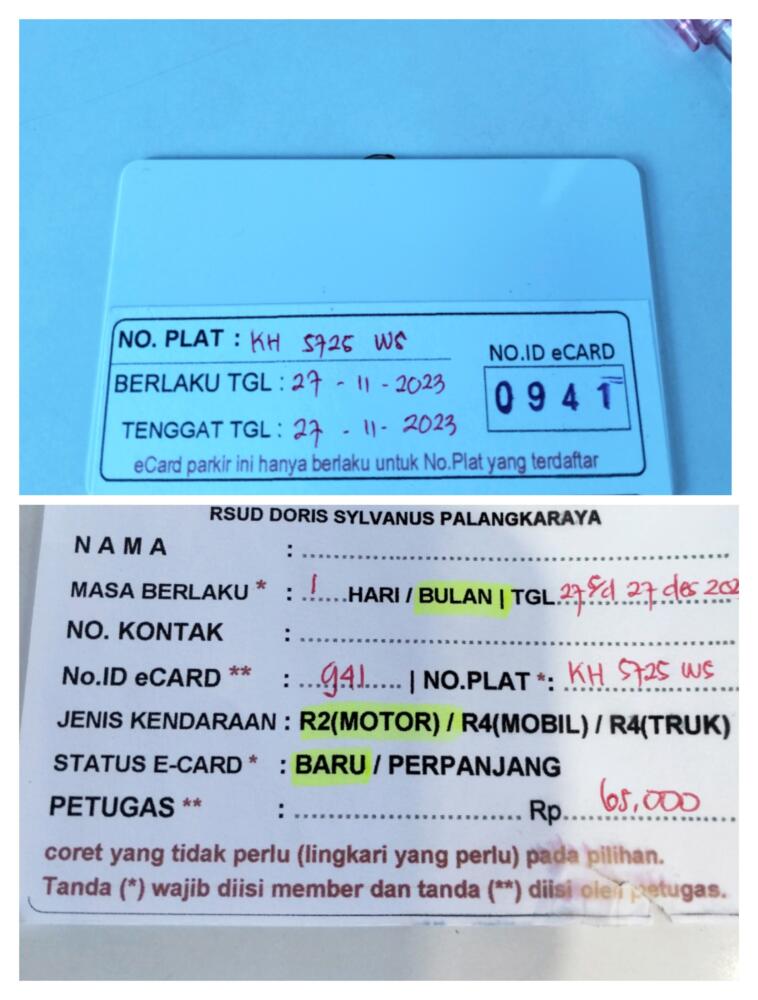 NO. PLAT : KH 5725 WS
NO.ID eCARD
BERLAKU TGL : 27 - 11 - 2023
0941
TENGGAT TGL : 27 - 11 - 2023
eCard parkir ini hanya berlaku untuk No.Plat yang terdaftar
RSUD DORIS SYLVANUS PALANGKARAYA
NAMA : ..............................
MASA BERLAKU * : 1 HARI / BULAN | TGL. 27 s/d 27 des 202
NO. KONTAK : ..............................
No.ID eCARD ** : 941 | NO.PLAT *: KH 5725 WS
JENIS KENDARAAN : R2(MOTOR) / R4(MOBIL) / R4(TRUK)
STATUS E-CARD * : BARU / PERPANJANG
PETUGAS ** : .................... Rp. 65.000
coret yang tidak perlu (lingkari yang perlu) pada pilihan.
Tanda (*) wajib diisi member dan tanda (**) diisi oleh petugas.